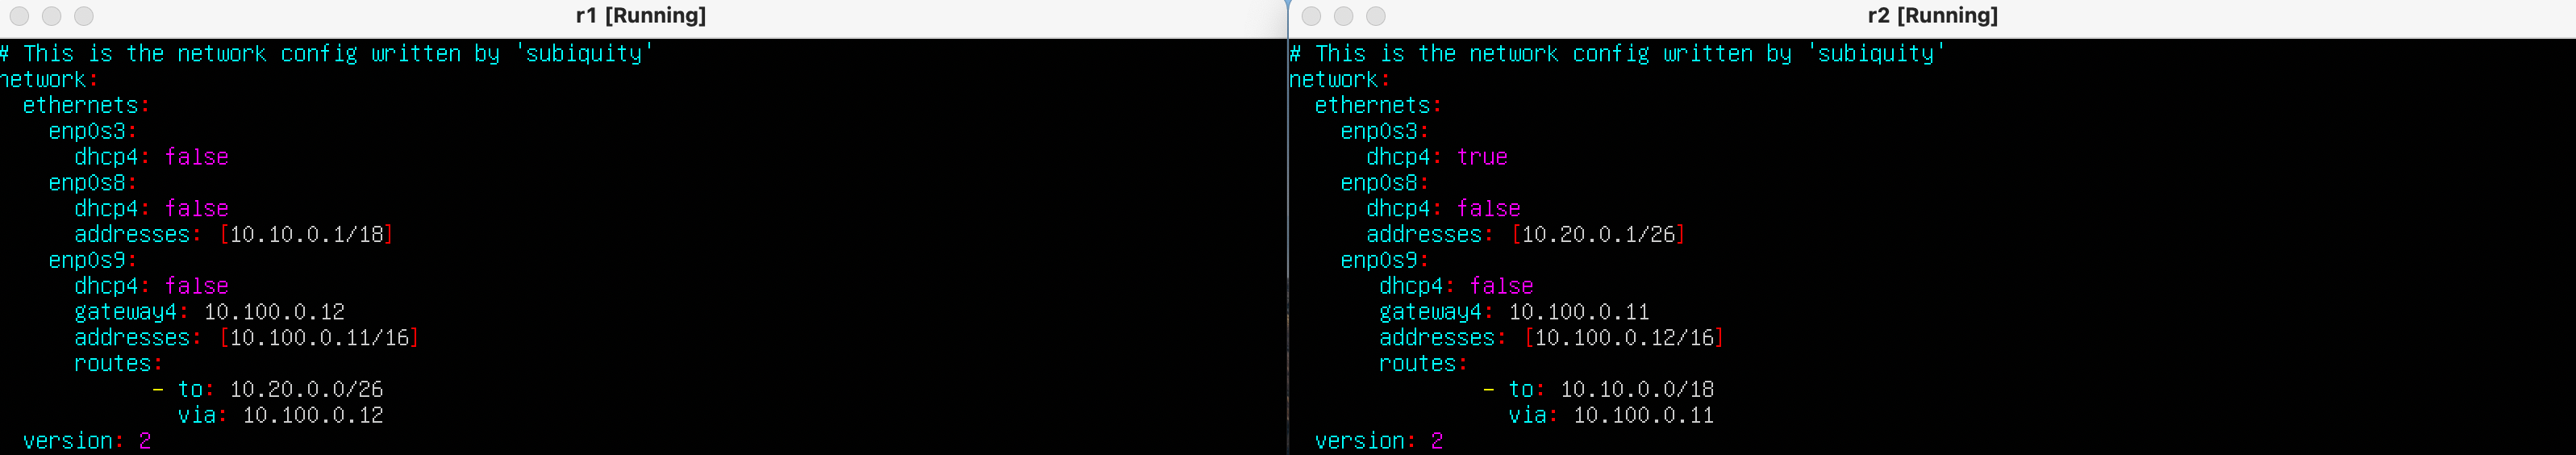 r1 [Running]
# This is the network config written by 'subiquity'
network:
  ethernets:
    enp0s3:
      dhcp4: false
    enp0s8:
      dhcp4: false
      addresses: [10.10.0.1/18]
    enp0s9:
      dhcp4: false
      gateway4: 10.100.0.12
      addresses: [10.100.0.11/16]
      routes:
            - to: 10.20.0.0/26
              via: 10.100.0.12
  version: 2
r2 [Running]
# This is the network config written by 'subiquity'
network:
  ethernets:
    enp0s3:
      dhcp4: true
    enp0s8:
      dhcp4: false
      addresses: [10.20.0.1/26]
    enp0s9:
       dhcp4: false
       gateway4: 10.100.0.11
       addresses: [10.100.0.12/16]
       routes:
               - to: 10.10.0.0/18
                 via: 10.100.0.11
  version: 2